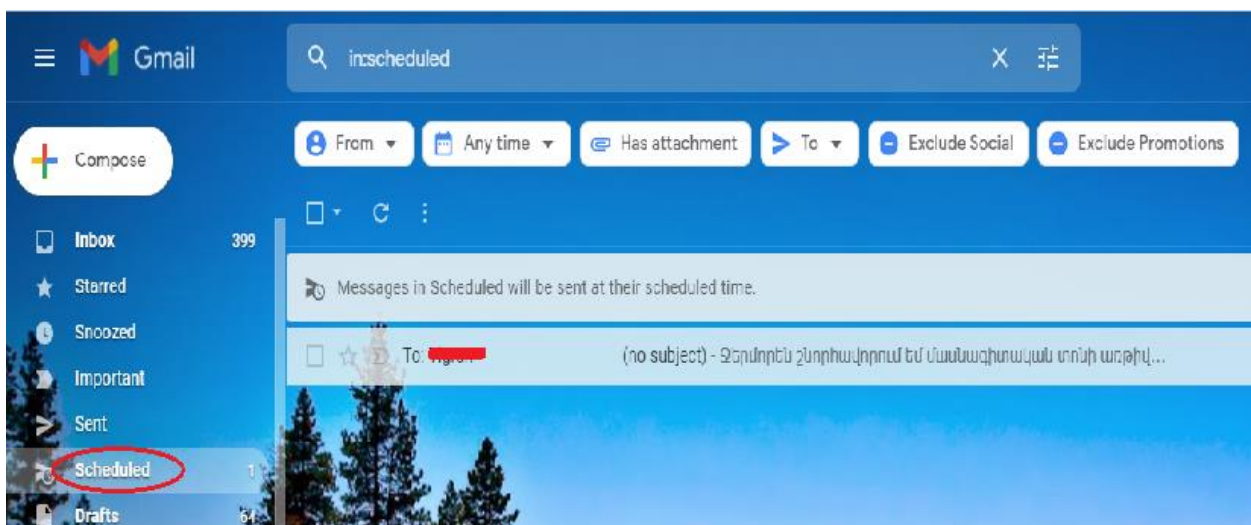 Gmail
in:scheduled
Compose
From
Any time
Has attachment
To
Exclude Social
Exclude Promotions
Inbox 399
Starred
Snoozed
Important
Sent
Scheduled 1
Drafts 64
Messages in Scheduled will be sent at their scheduled time.
To: (no subject) - Ջերմորեն շնորհավորում եմ մասնագիտական տոնի առթիվ...